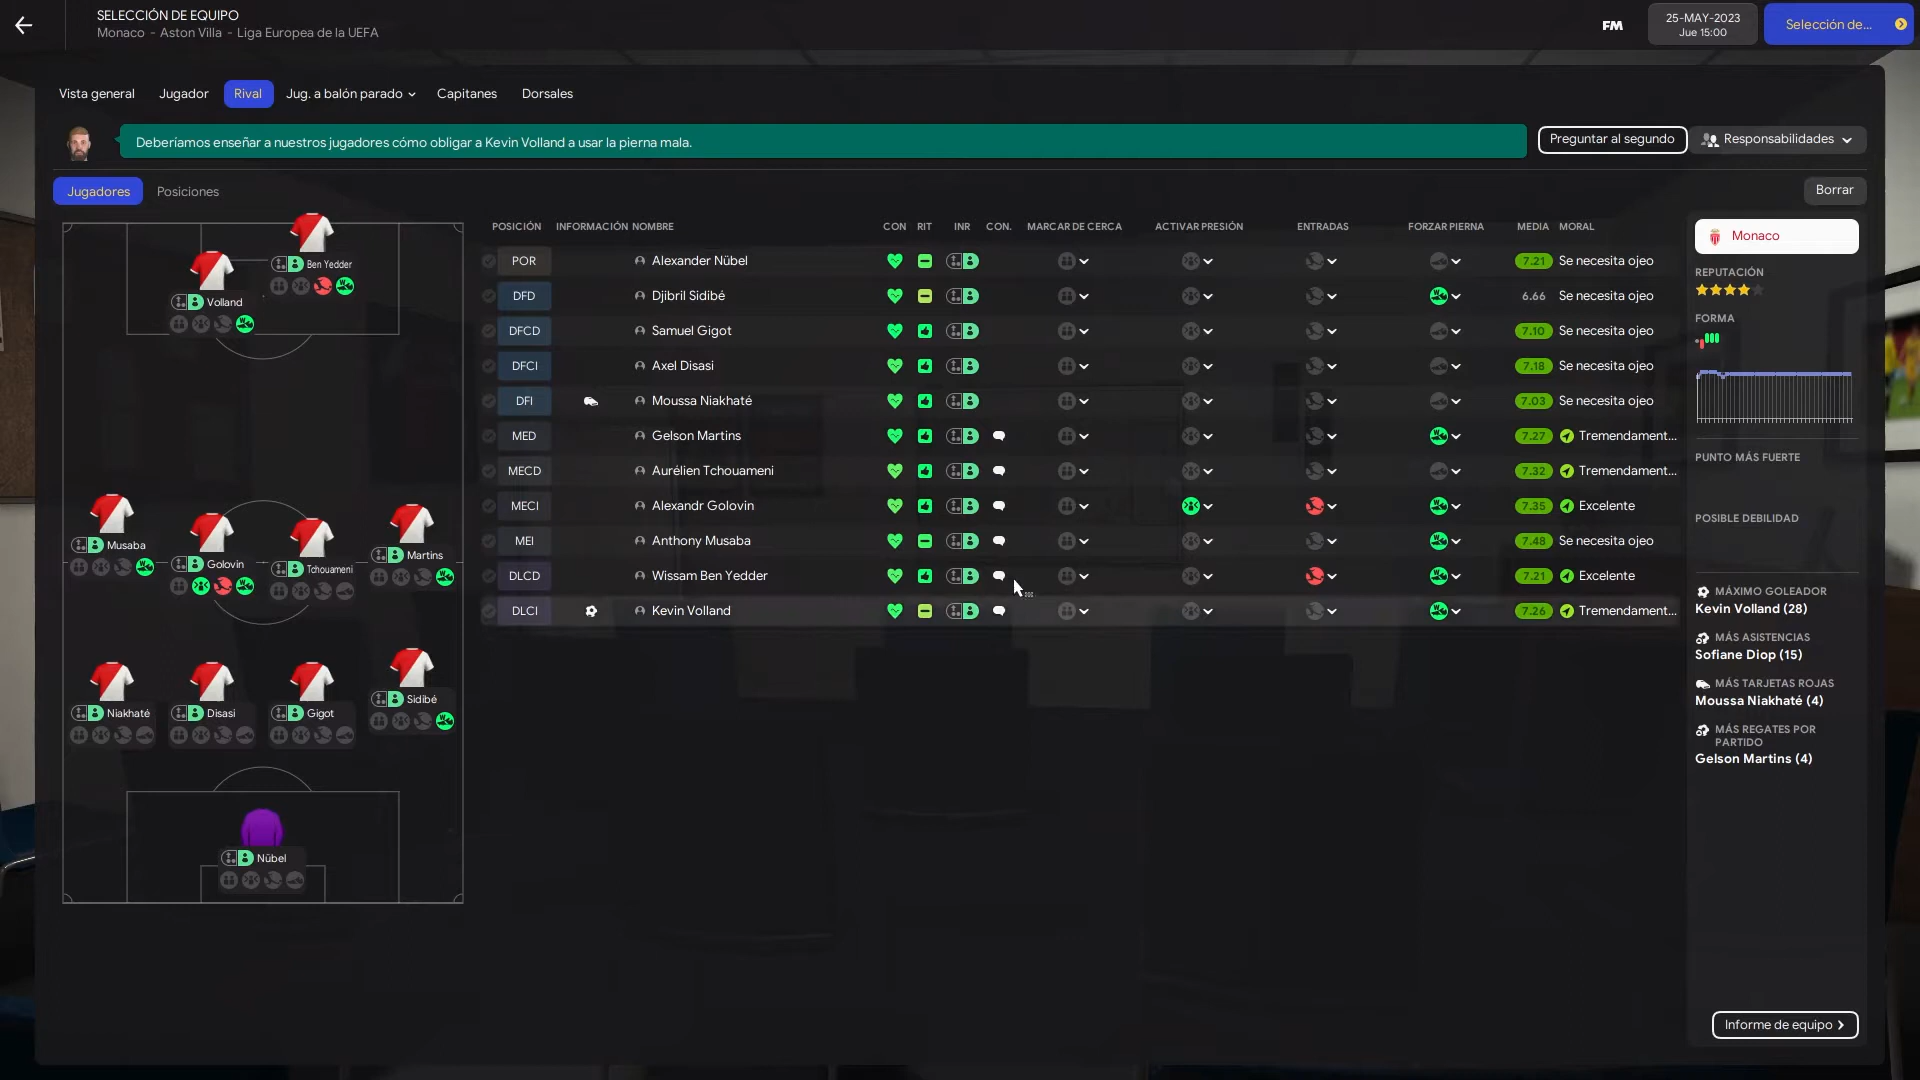 SELECCIÓN DE EQUIPO
Monaco - Aston Villa - Liga Europea de la UEFA
FM
25-MAY-2023
Jue 15:00
Selección de...
Vista general
Jugador
Rival
Jug. a balón parado
Capitanes
Dorsales
Deberíamos enseñar a nuestros jugadores cómo obligar a Kevin Volland a usar la pierna mala.
Preguntar al segundo
Responsabilidades
Jugadores
Posiciones
Borrar
Ben Yedder
Volland
Musaba
Golovin
Tchouameni
Martins
Niakhaté
Disasi
Gigot
Sidibé
Nübel
POSICIÓN INFORMACIÓN NOMBRE CON RIT INR CON. MARCAR DE CERCA ACTIVAR PRESIÓN ENTRADAS FORZAR PIERNA MEDIA MORAL
POR Alexander Nübel 7.21 Se necesita ojeo
DFD Djibril Sidibé 6.66 Se necesita ojeo
DFCD Samuel Gigot 7.10 Se necesita ojeo
DFCI Axel Disasi 7.18 Se necesita ojeo
DFI Moussa Niakhaté 7.03 Se necesita ojeo
MED Gelson Martins 7.27 Tremendament...
MECD Aurélien Tchouameni 7.32 Tremendament...
MECI Alexandr Golovin 7.35 Excelente
MEI Anthony Musaba 7.48 Se necesita ojeo
DLCD Wissam Ben Yedder 7.21 Excelente
DLCI Kevin Volland 7.26 Tremendament...
Monaco
REPUTACIÓN
FORMA
PUNTO MÁS FUERTE
POSIBLE DEBILIDAD
MÁXIMO GOLEADOR
Kevin Volland (28)
MÁS ASISTENCIAS
Sofiane Diop (15)
MÁS TARJETAS ROJAS
Moussa Niakhaté (4)
MÁS REGATES POR
PARTIDO
Gelson Martins (4)
Informe de equipo